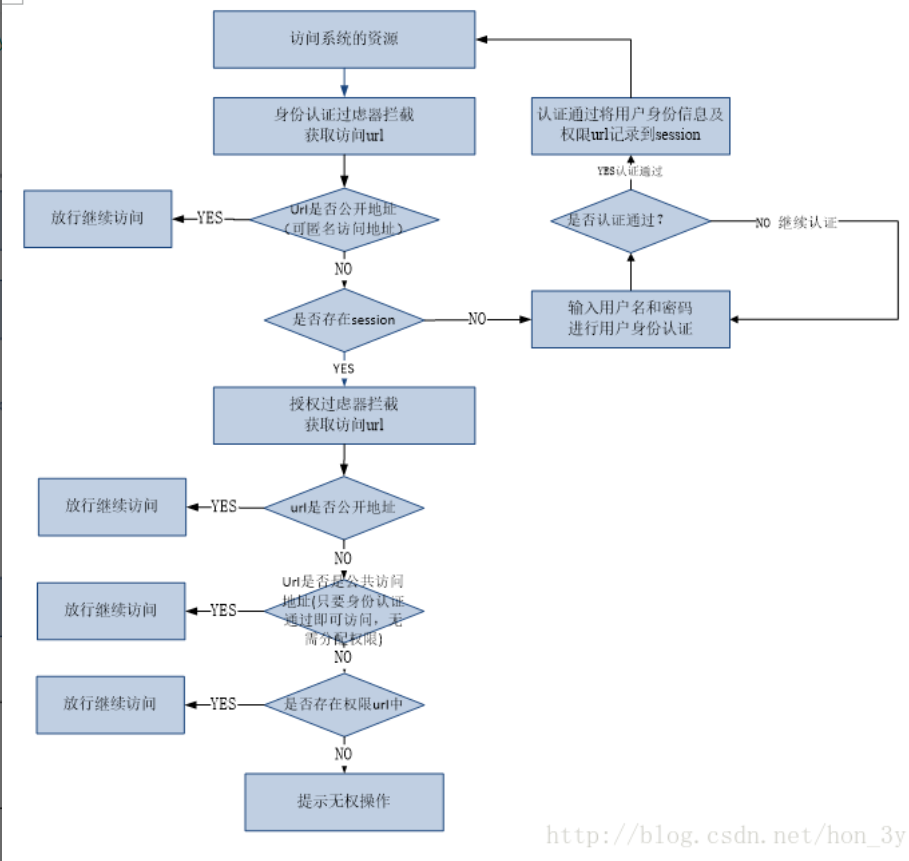 访问系统的资源
身份认证过虑器拦截
获取访问url
认证通过将用户身份信息及
权限url记录到session
YES认证通过
放行继续访问
YES
Url是否公开地址
（可匿名访问地址）
是否认证通过？
NO 继续认证
NO
是否存在session
NO
输入用户名和密码
进行用户身份认证
YES
授权过虑器拦截
获取访问url
放行继续访问
YES
url是否公开地址
NO
Url是否是公共访问
地址(只要身份认证
通过即可访问，无
需分配权限)
放行继续访问
YES
NO
放行继续访问
YES
是否存在权限url中
NO
提示无权操作
http://blog.csdn.net/hon_3y